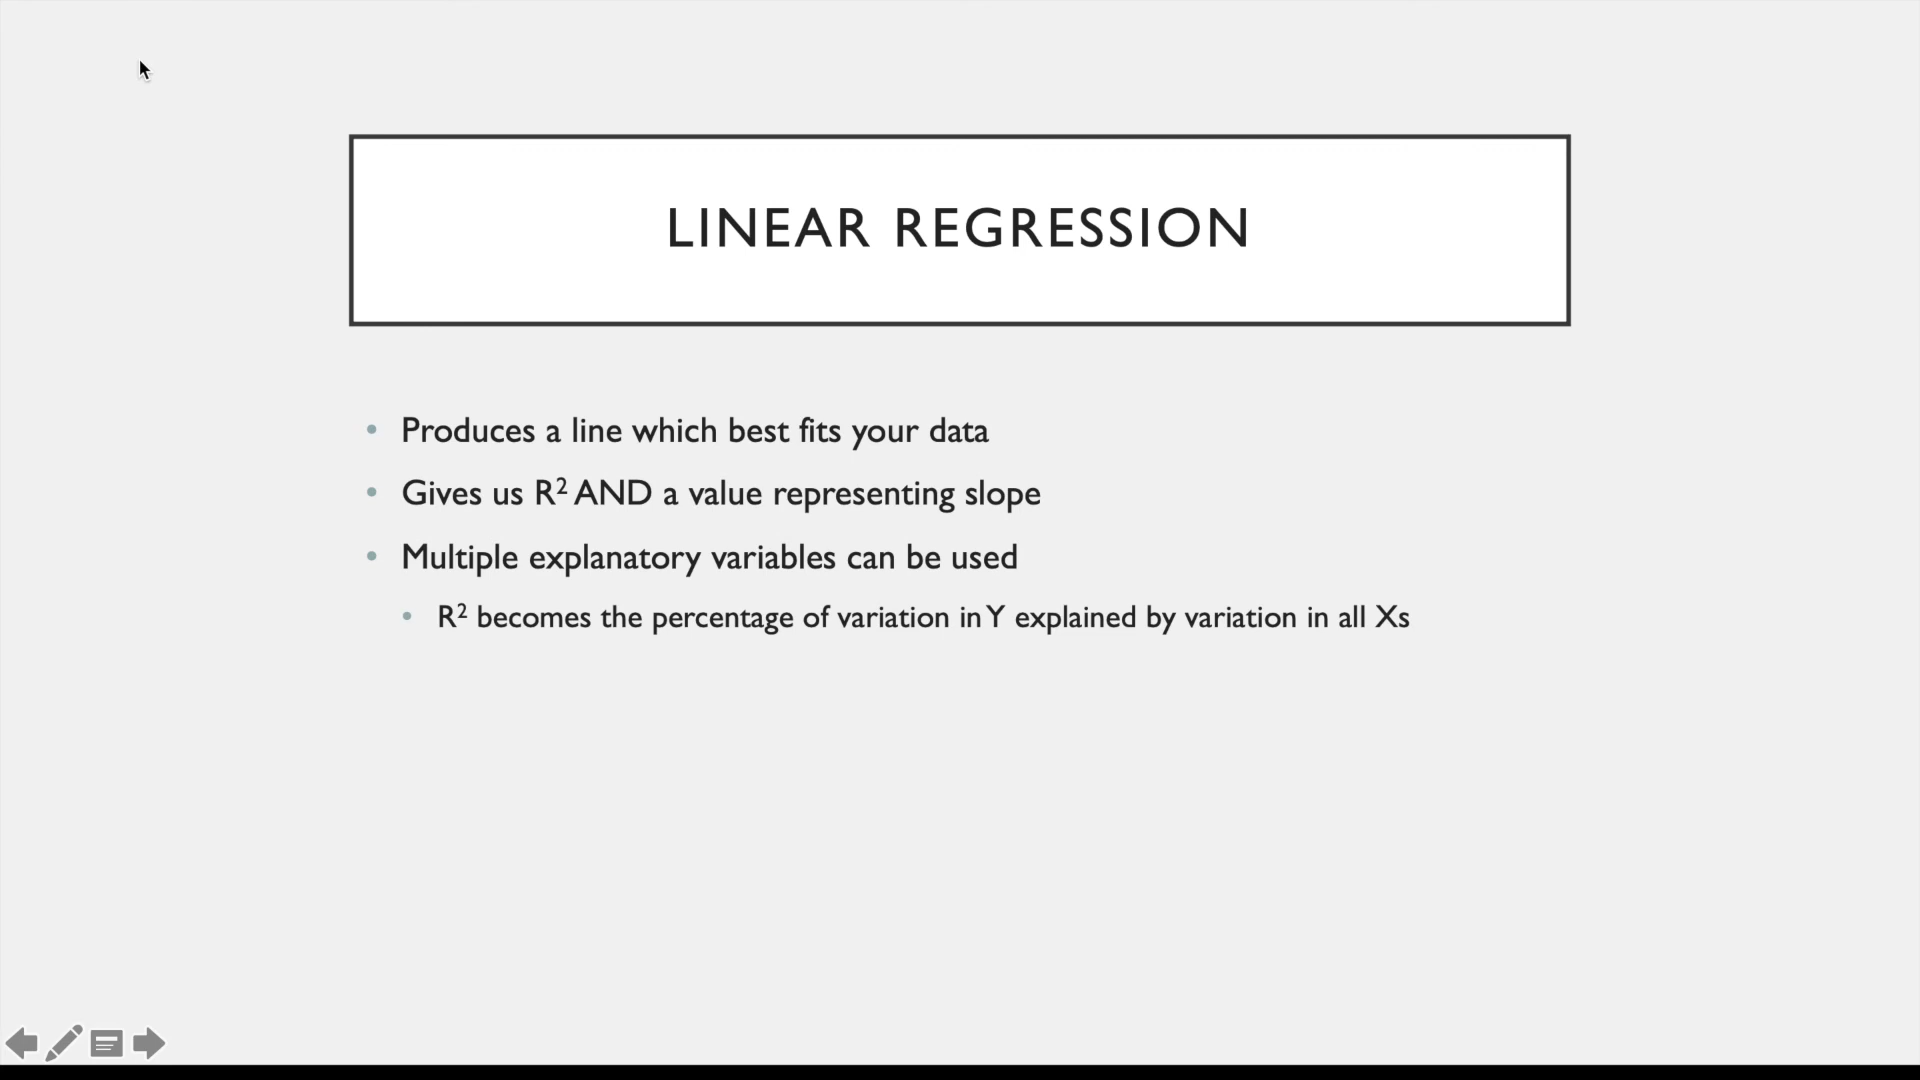 LINEAR REGRESSION
• Produces a line which best fits your data
• Gives us R² AND a value representing slope
• Multiple explanatory variables can be used
• R² becomes the percentage of variation in Y explained by variation in all Xs